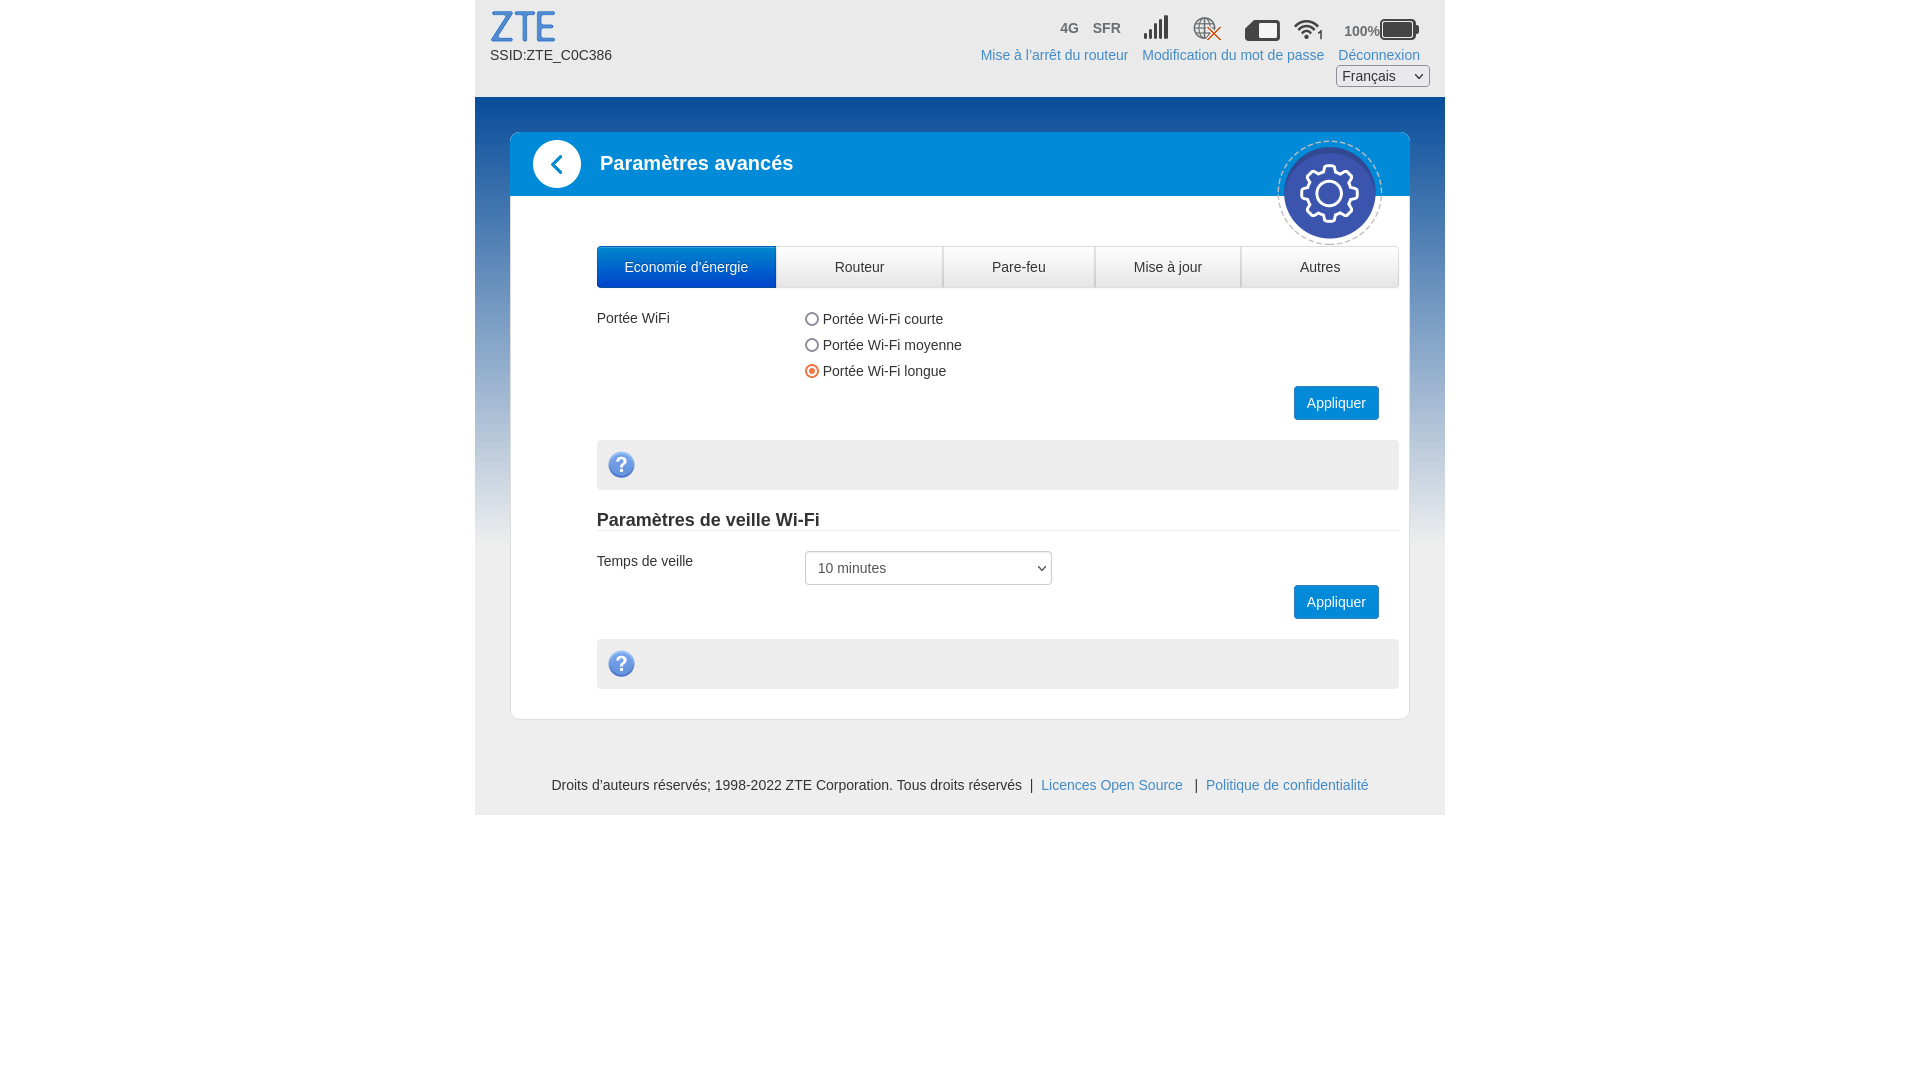 ZTE
4G SFR 100%
SSID:ZTE_C0C386
Mise à l’arrêt du routeur Modification du mot de passe Déconnexion
Français
Paramètres avancés
Economie d’énergie Routeur Pare-feu Mise à jour Autres
Portée WiFi
Portée Wi-Fi courte
Portée Wi-Fi moyenne
Portée Wi-Fi longue
Appliquer
?
Paramètres de veille Wi-Fi
Temps de veille 10 minutes
Appliquer
?
Droits d’auteurs réservés; 1998-2022 ZTE Corporation. Tous droits réservés | Licences Open Source | Politique de confidentialité